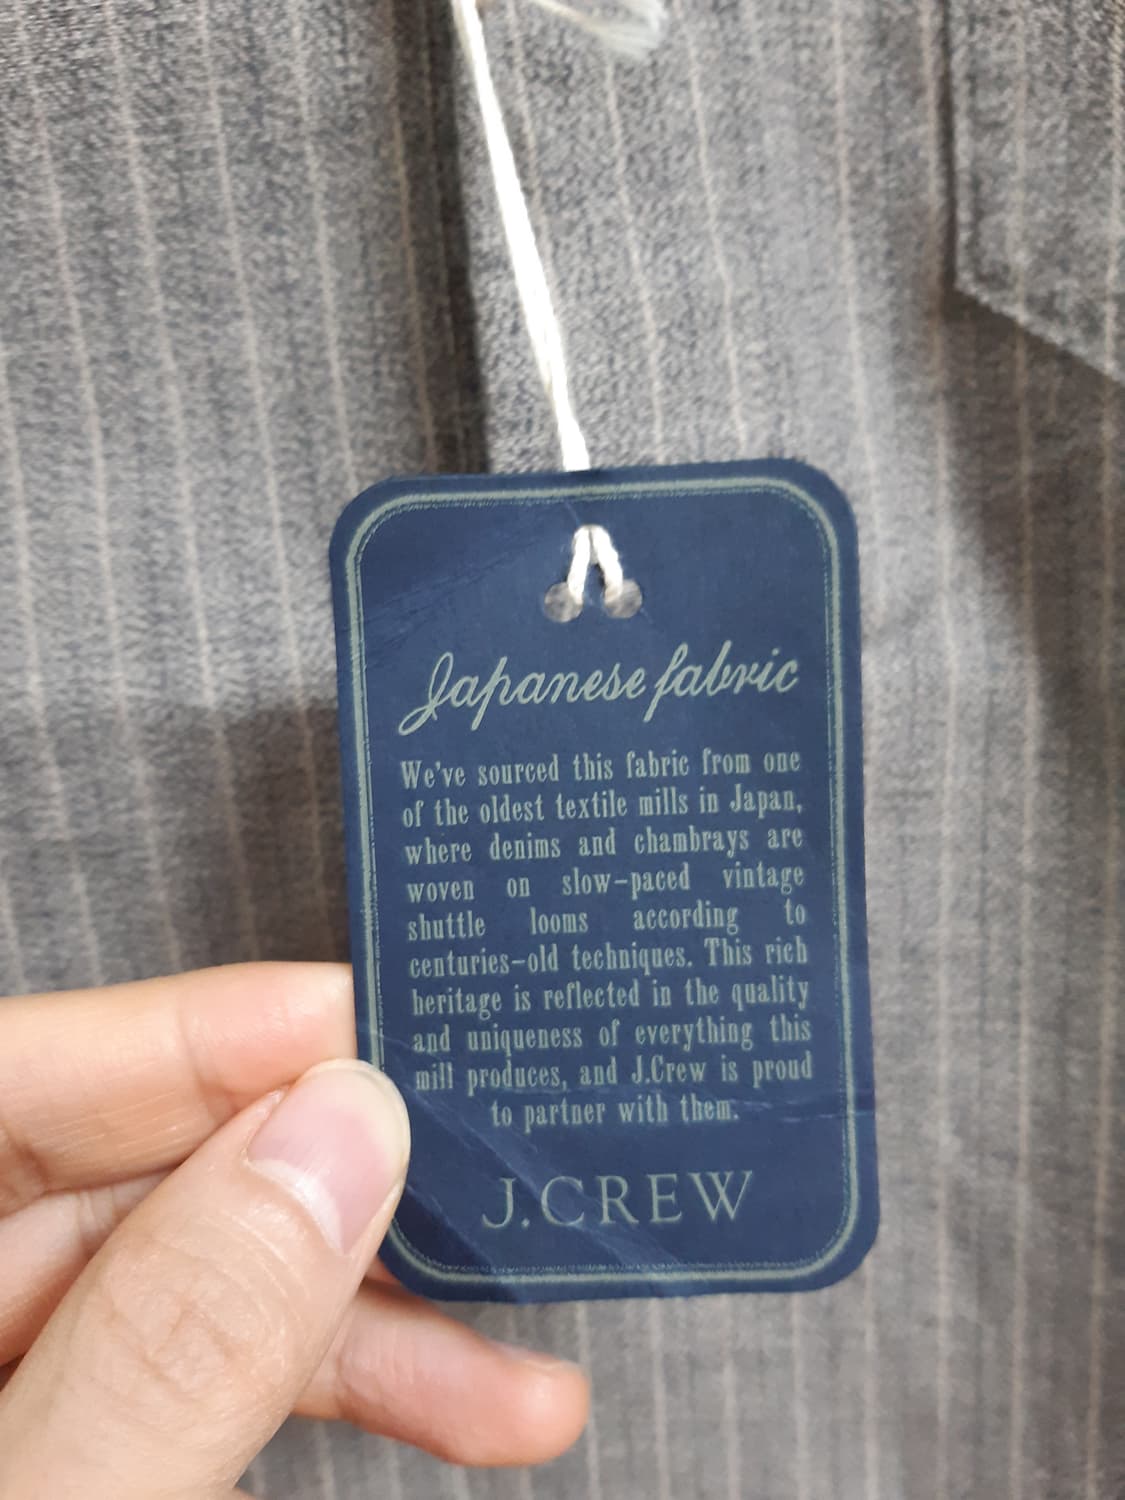 Japanese fabric
We've sourced this fabric from one
of the oldest textile mills in Japan,
where denims and chambrays are
woven on slow-paced vintage
shuttle looms according to
centuries-old techniques. This rich
heritage is reflected in the quality
and uniqueness of everything this
mill produces, and J.Crew is proud
to partner with them.
J.CREW